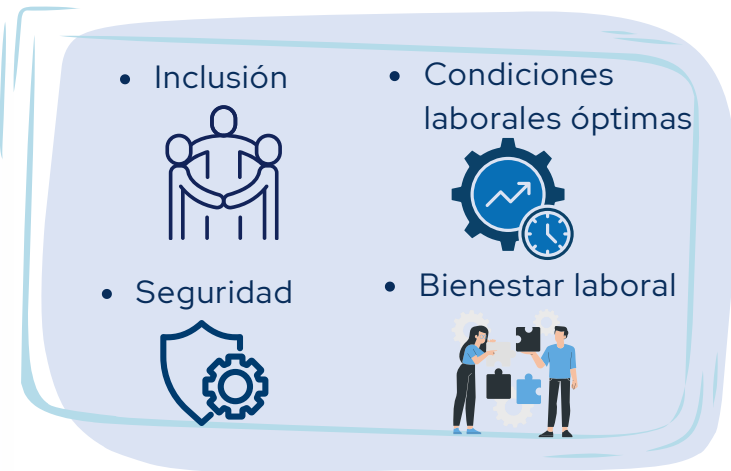 • Inclusión
• Condiciones
laborales óptimas
• Seguridad
• Bienestar laboral